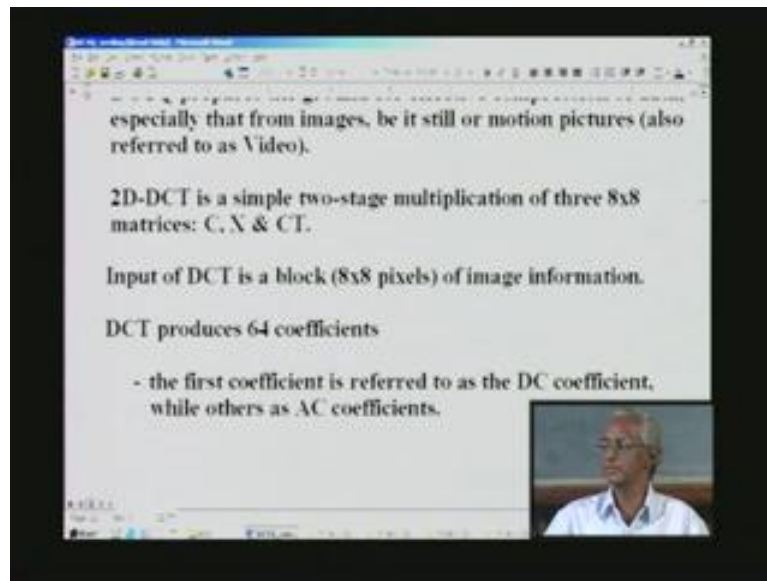 especially that from images, be it still or motion pictures (also
referred to as Video).
2D-DCT is a simple two-stage multiplication of three 8x8
matrices: C, X & CT.
Input of DCT is a block (8x8 pixels) of image information.
DCT produces 64 coefficients
- the first coefficient is referred to as the DC coefficient,
while others as AC coefficients.